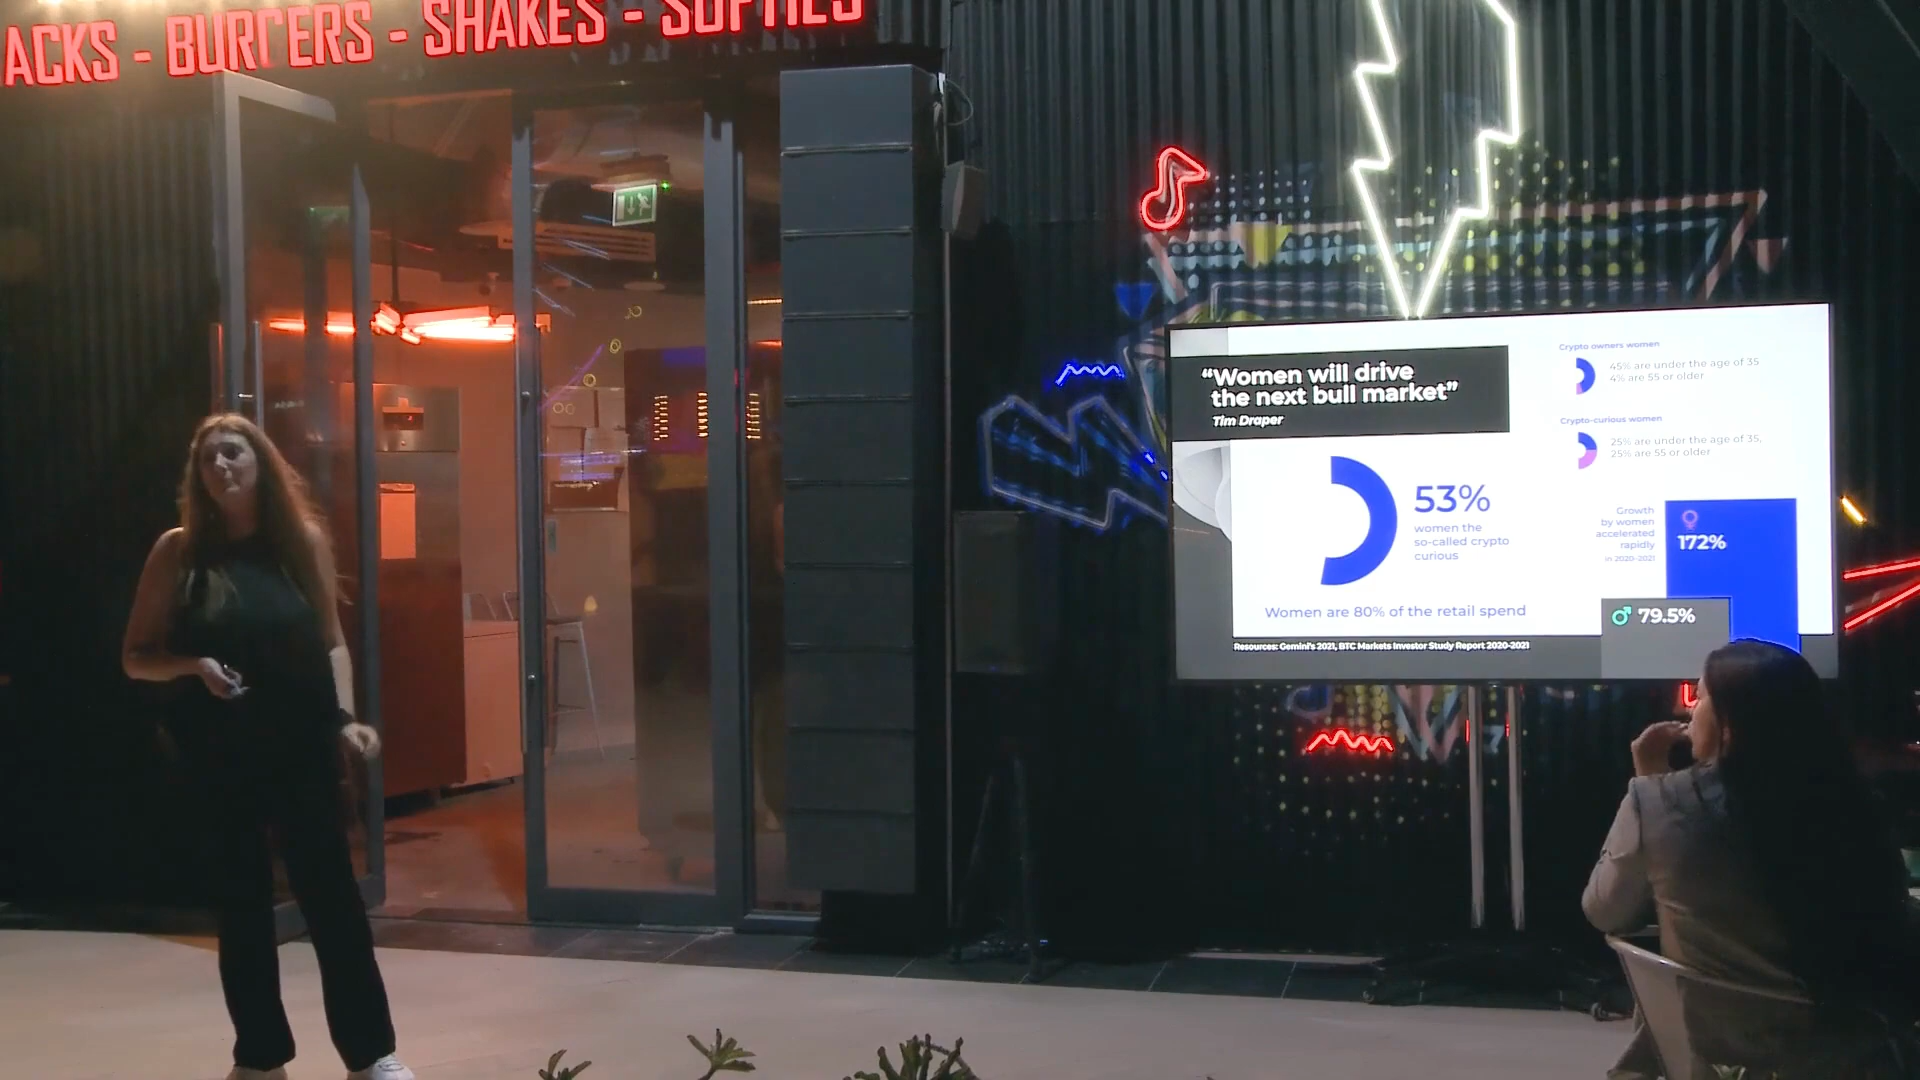 ACKS - BURGERS - SHAKES - SOFTIES
“Women will drive
the next bull market”
Tim Draper
53%
women the
so-called crypto
curious
Women are 80% of the retail spend
Resources: Gemini's 2021, BTC Markets Investor Study Report 2020-2021
Crypto owners women
45% are under the age of 35
4% are 55 or older
Crypto-curious women
25% are under the age of 35,
25% are 55 or older
Growth
by women
accelerated
rapidly
in 2020-2021
172%
79.5%